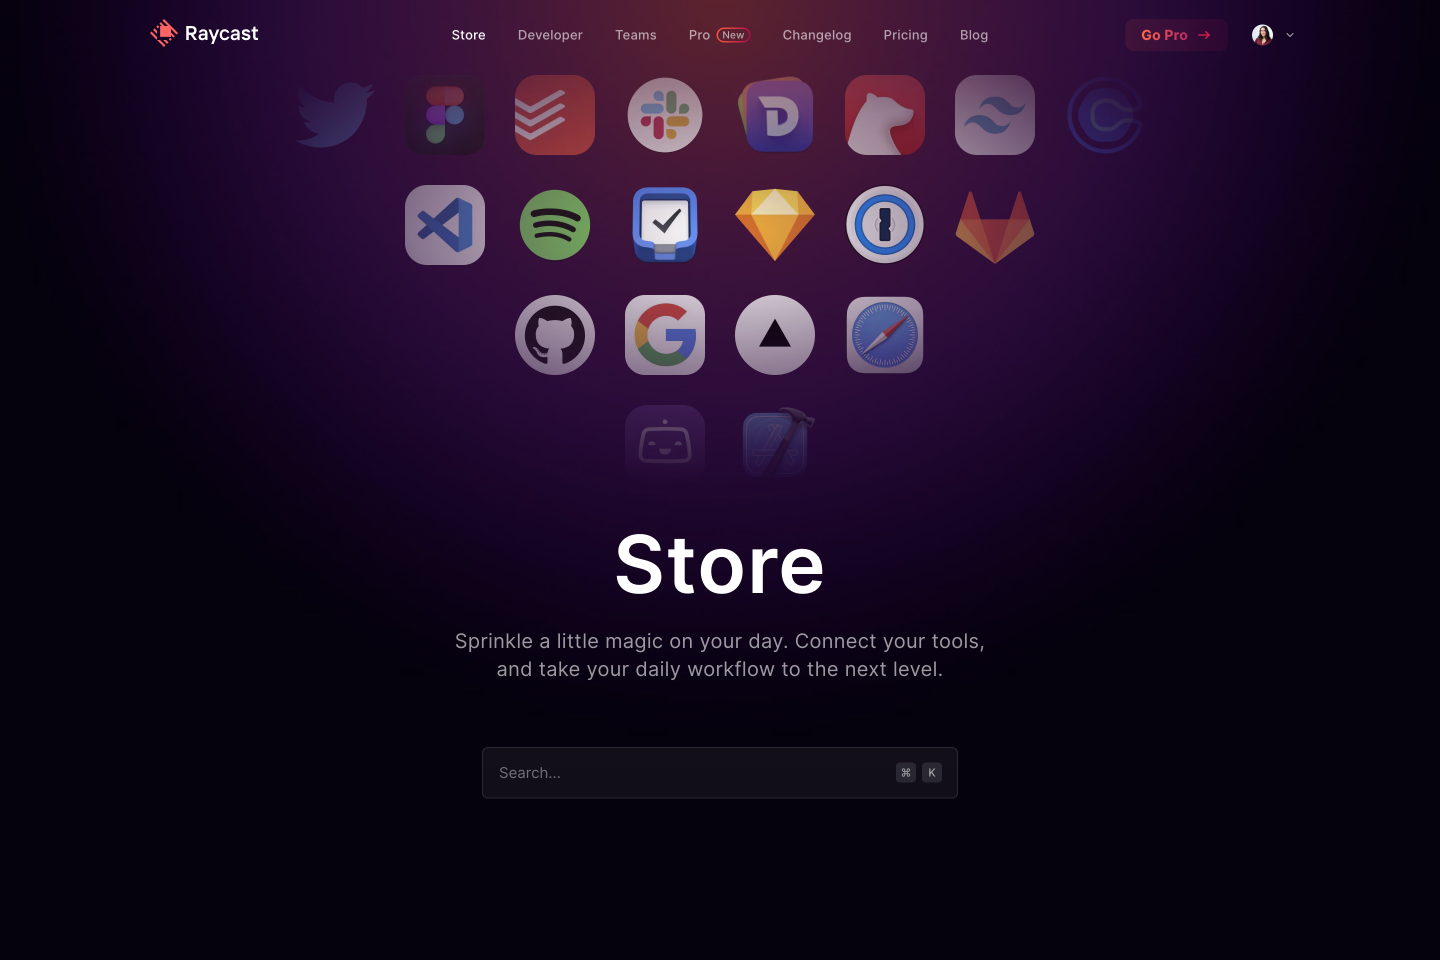 Raycast
Store Developer Teams Pro New Changelog Pricing Blog
Go Pro →
Store
Sprinkle a little magic on your day. Connect your tools,
and take your daily workflow to the next level.
Search... ⌘ K